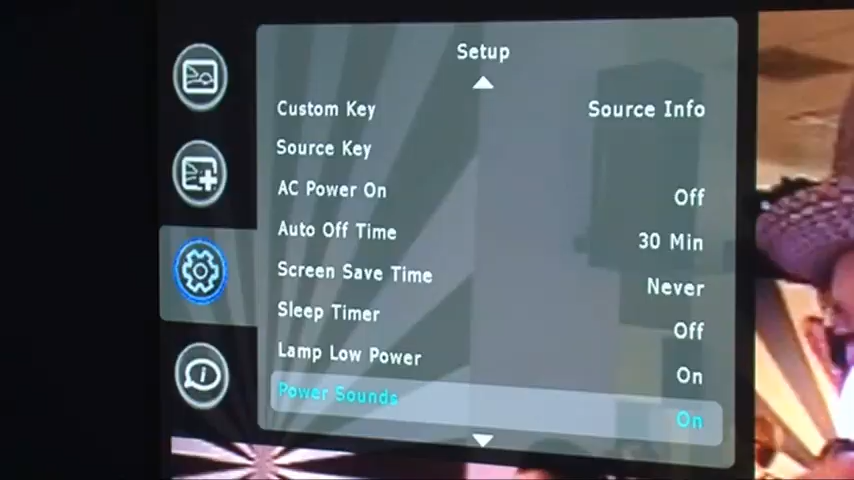 Setup
Custom Key Source Info
Source Key
AC Power On Off
Auto Off Time 30 Min
Screen Save Time Never
Sleep Timer Off
Lamp Low Power On
Power Sounds On